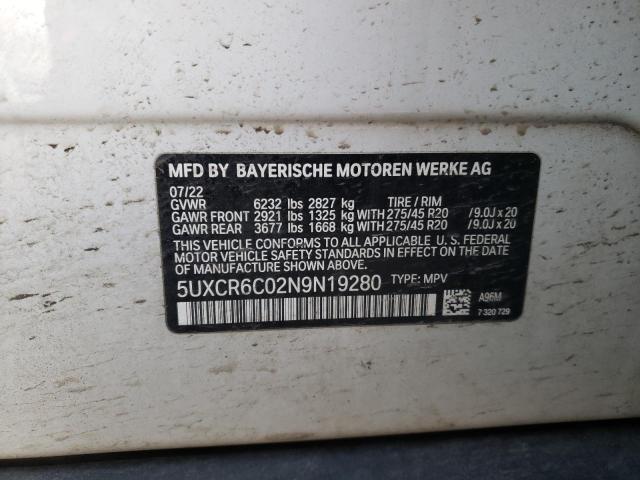 MFD BY BAYERISCHE MOTOREN WERKE AG
07/22
GVWR 6232 lbs 2827 kg TIRE / RIM
GAWR FRONT 2921 lbs 1325 kg WITH 275/45 R20 /9.0J x 20
GAWR REAR 3677 lbs 1668 kg WITH 275/45 R20 /9.0J x 20
THIS VEHICLE CONFORMS TO ALL APPLICABLE U. S. FEDERAL
MOTOR VEHICLE SAFETY STANDARDS IN EFFECT ON THE DATE
OF MANUFACTURE SHOWN ABOVE.
5UXCR6C02N9N19280 TYPE: MPV
A96M
7 320 729